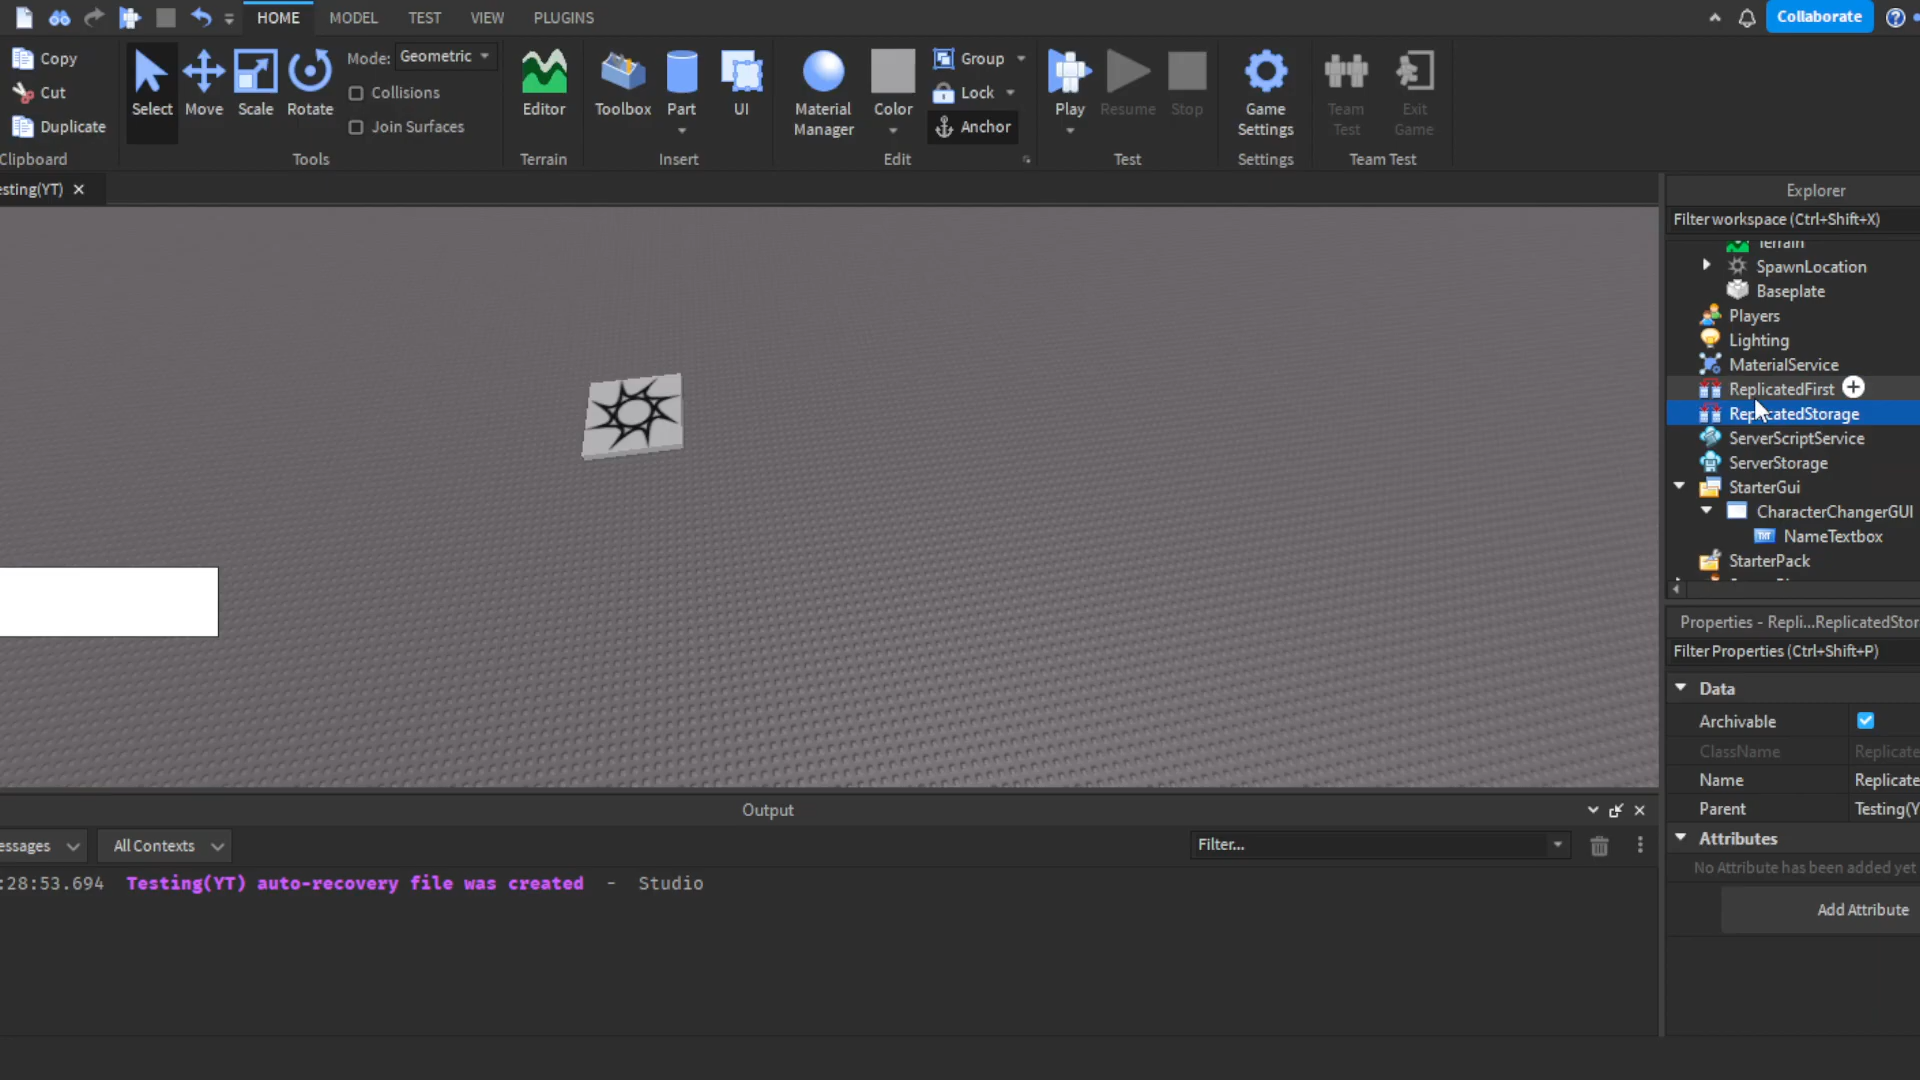 HOME
MODEL
TEST
VIEW
PLUGINS
Collaborate
Copy
Cut
Duplicate
Clipboard
Select
Move
Scale
Rotate
Mode: Geometric
Collisions
Join Surfaces
Tools
Editor
Terrain
Toolbox
Part
UI
Insert
Material Manager
Color
Group
Lock
Anchor
Edit
Play
Resume
Stop
Test
Game Settings
Settings
Team Test
Exit Game
Team Test
esting(YT)
Explorer
Filter workspace (Ctrl+Shift+X)
Terrain
SpawnLocation
Baseplate
Players
Lighting
MaterialService
ReplicatedFirst
ReplicatedStorage
ServerScriptService
ServerStorage
StarterGui
CharacterChangerGUI
NameTextbox
StarterPack
Properties - Repli...ReplicatedStor
Filter Properties (Ctrl+Shift+P)
Data
Archivable
ClassName Replicate
Name Replicate
Parent Testing(Y
Attributes
No Attribute has been added yet
Add Attribute
Output
essages
All Contexts
Filter...
:28:53.694 Testing(YT) auto-recovery file was created - Studio